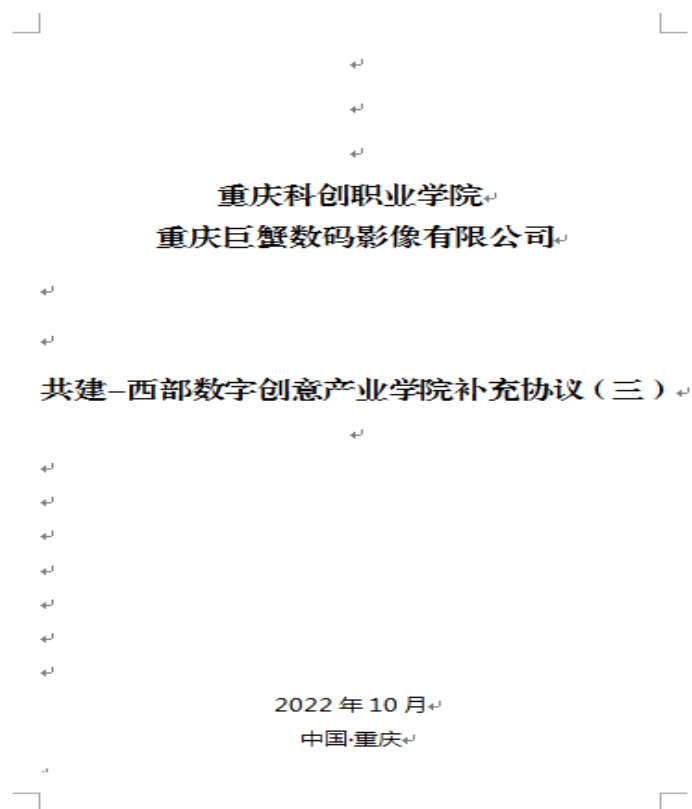 重庆科创职业学院
重庆巨蟹数码影像有限公司
共建–西部数字创意产业学院补充协议（三）
2022 年 10 月
中国·重庆